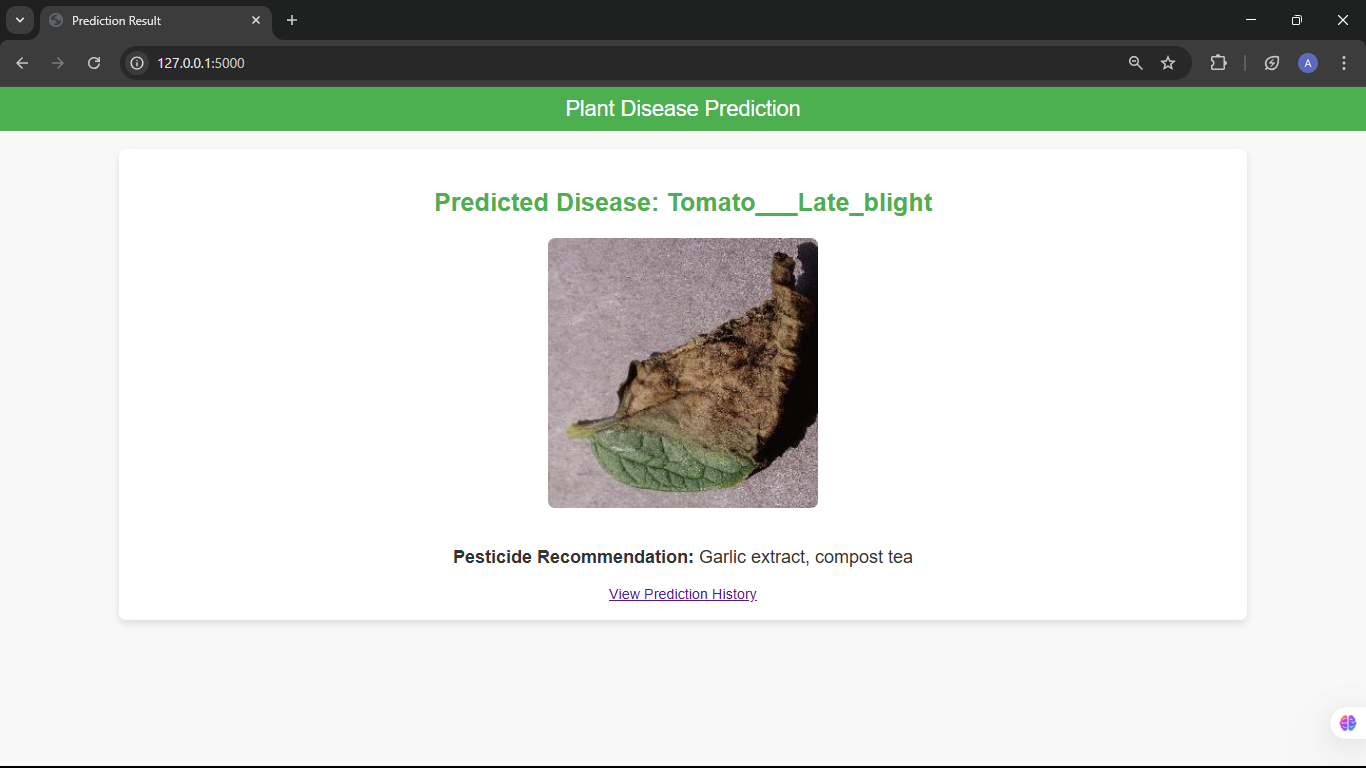 Prediction Result
127.0.0.1:5000
A
Plant Disease Prediction
Predicted Disease: Tomato___Late_blight
Pesticide Recommendation: Garlic extract, compost tea
View Prediction History